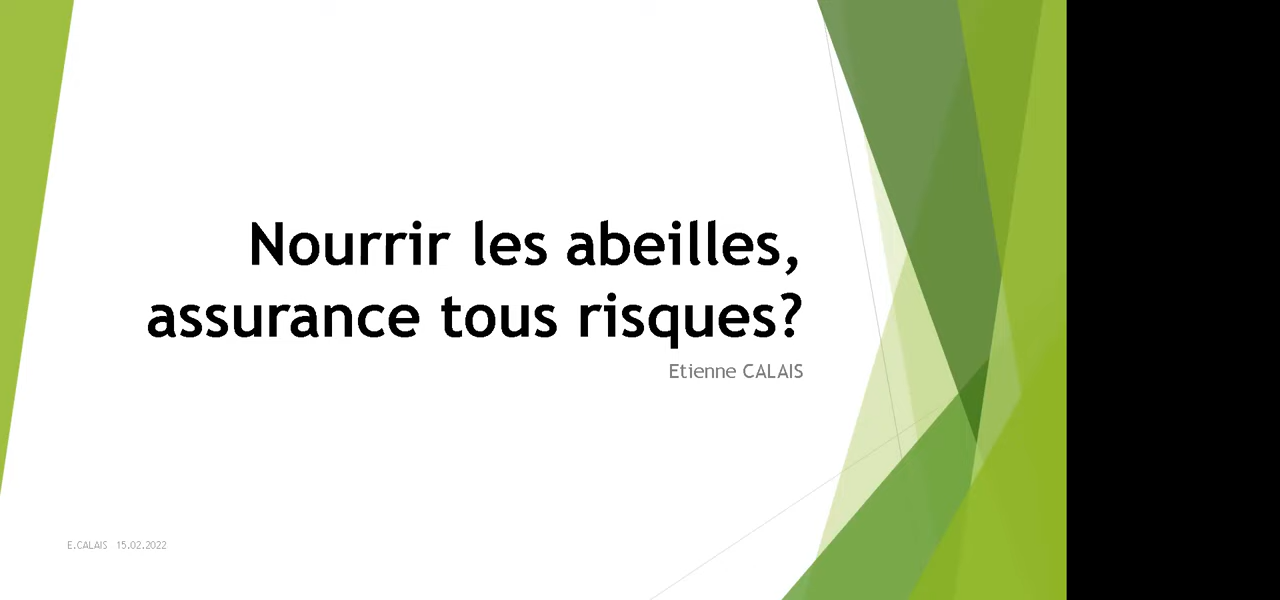 Nourrir les abeilles,
assurance tous risques?
Etienne CALAIS
E.CALAIS 15.02.2022